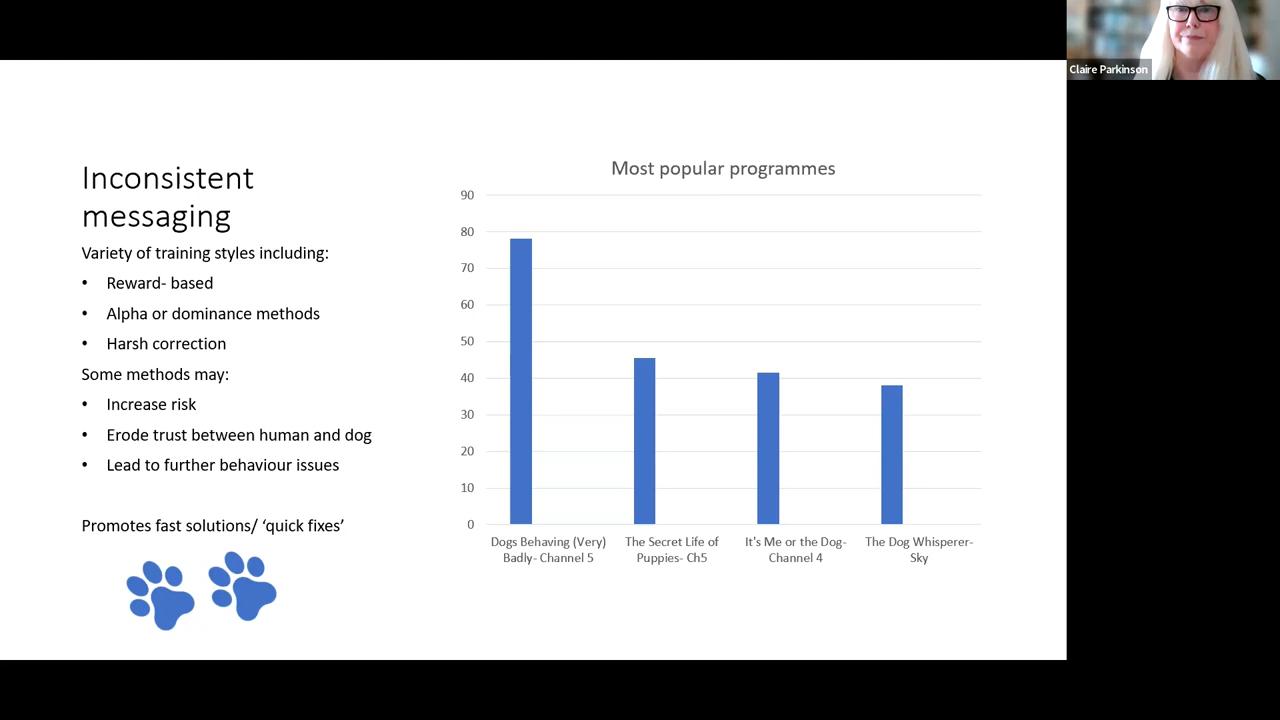 Claire Parkinson
Inconsistent
messaging
Variety of training styles including:
• Reward- based
• Alpha or dominance methods
• Harsh correction
Some methods may:
• Increase risk
• Erode trust between human and dog
• Lead to further behaviour issues
Promotes fast solutions/ ‘quick fixes’
Most popular programmes
90
80
70
60
50
40
30
20
10
0
Dogs Behaving (Very)
Badly- Channel 5
The Secret Life of
Puppies- Ch5
It's Me or the Dog-
Channel 4
The Dog Whisperer-
Sky